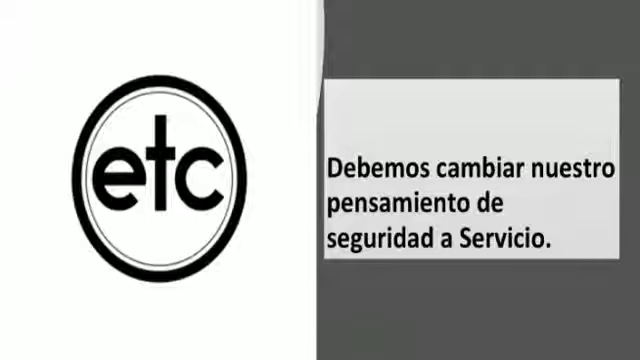 etc
Debemos cambiar nuestro
pensamiento de
seguridad a Servicio.